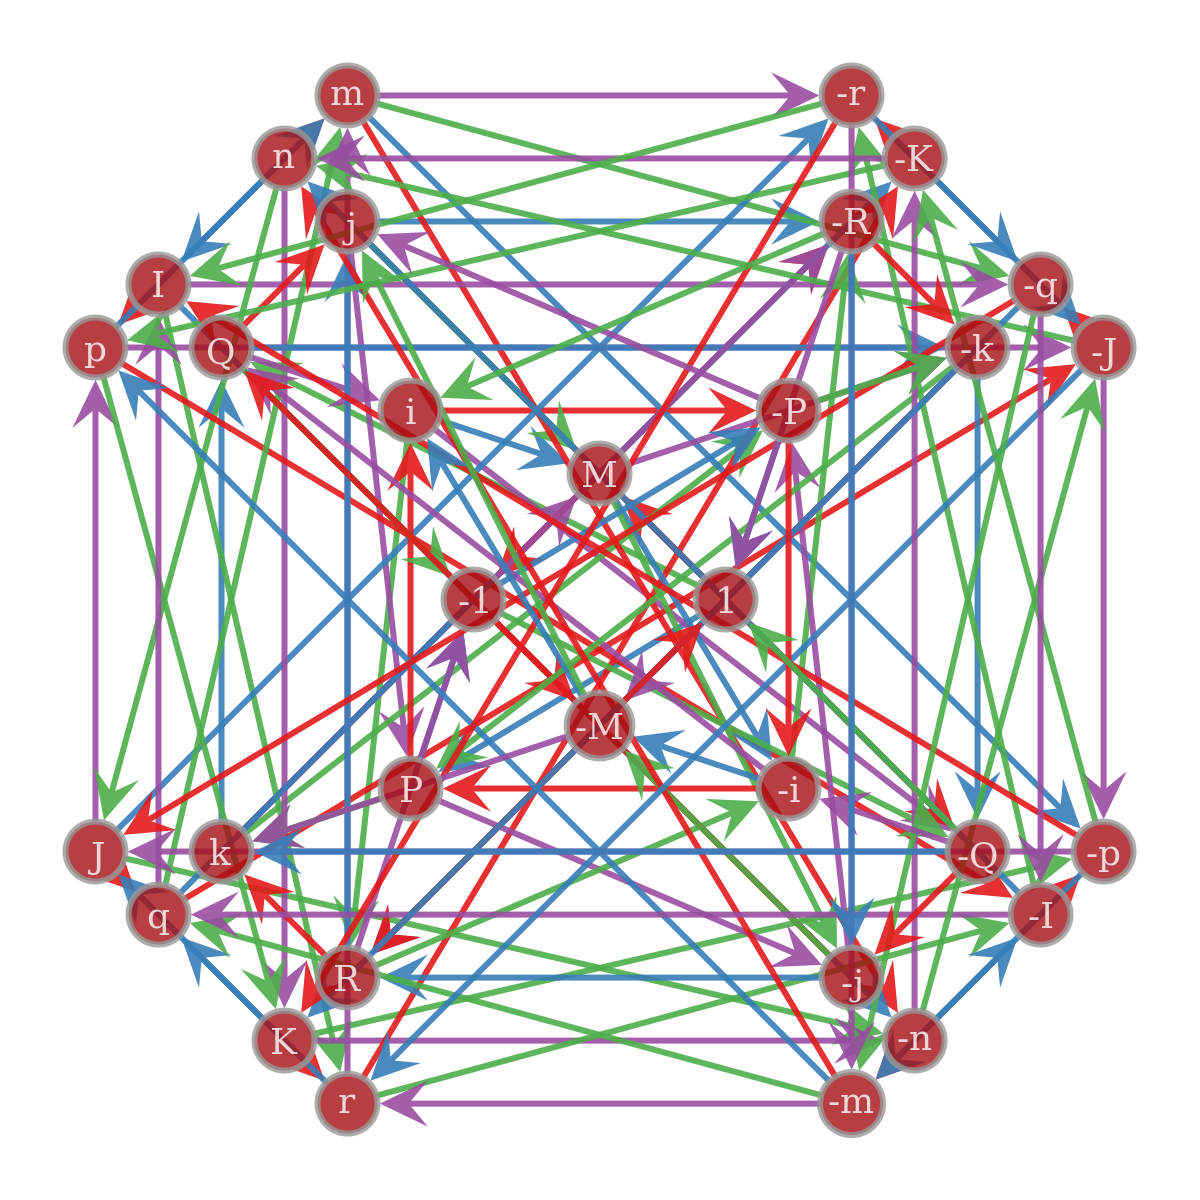 m -r
n -K
j -R
I -q
p Q -k -J
i -P
M
-1 1
-M
P -i
J k -Q -p
q -I
R -j
K -n
r -m